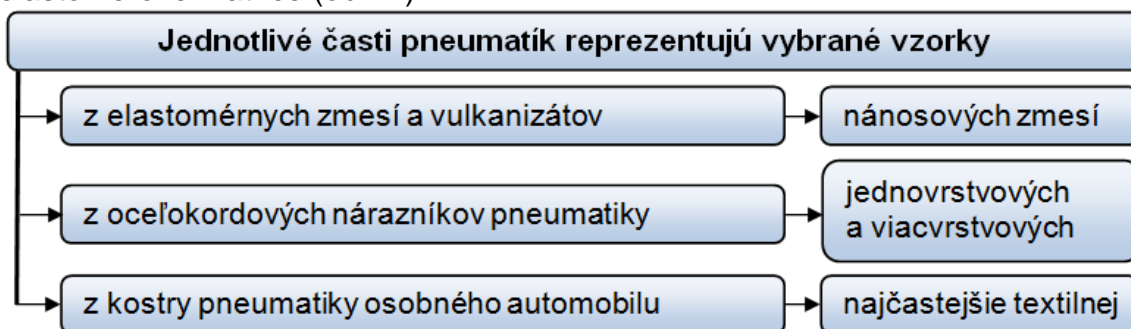 Jednotlivé časti pneumatík reprezentujú vybrané vzorky
z elastomérnych zmesí a vulkanizátov
nánosových zmesí
z oceľokordových nárazníkov pneumatiky
jednovrstvových
a viacvrstvových
z kostry pneumatiky osobného automobilu
najčastejšie textilnej